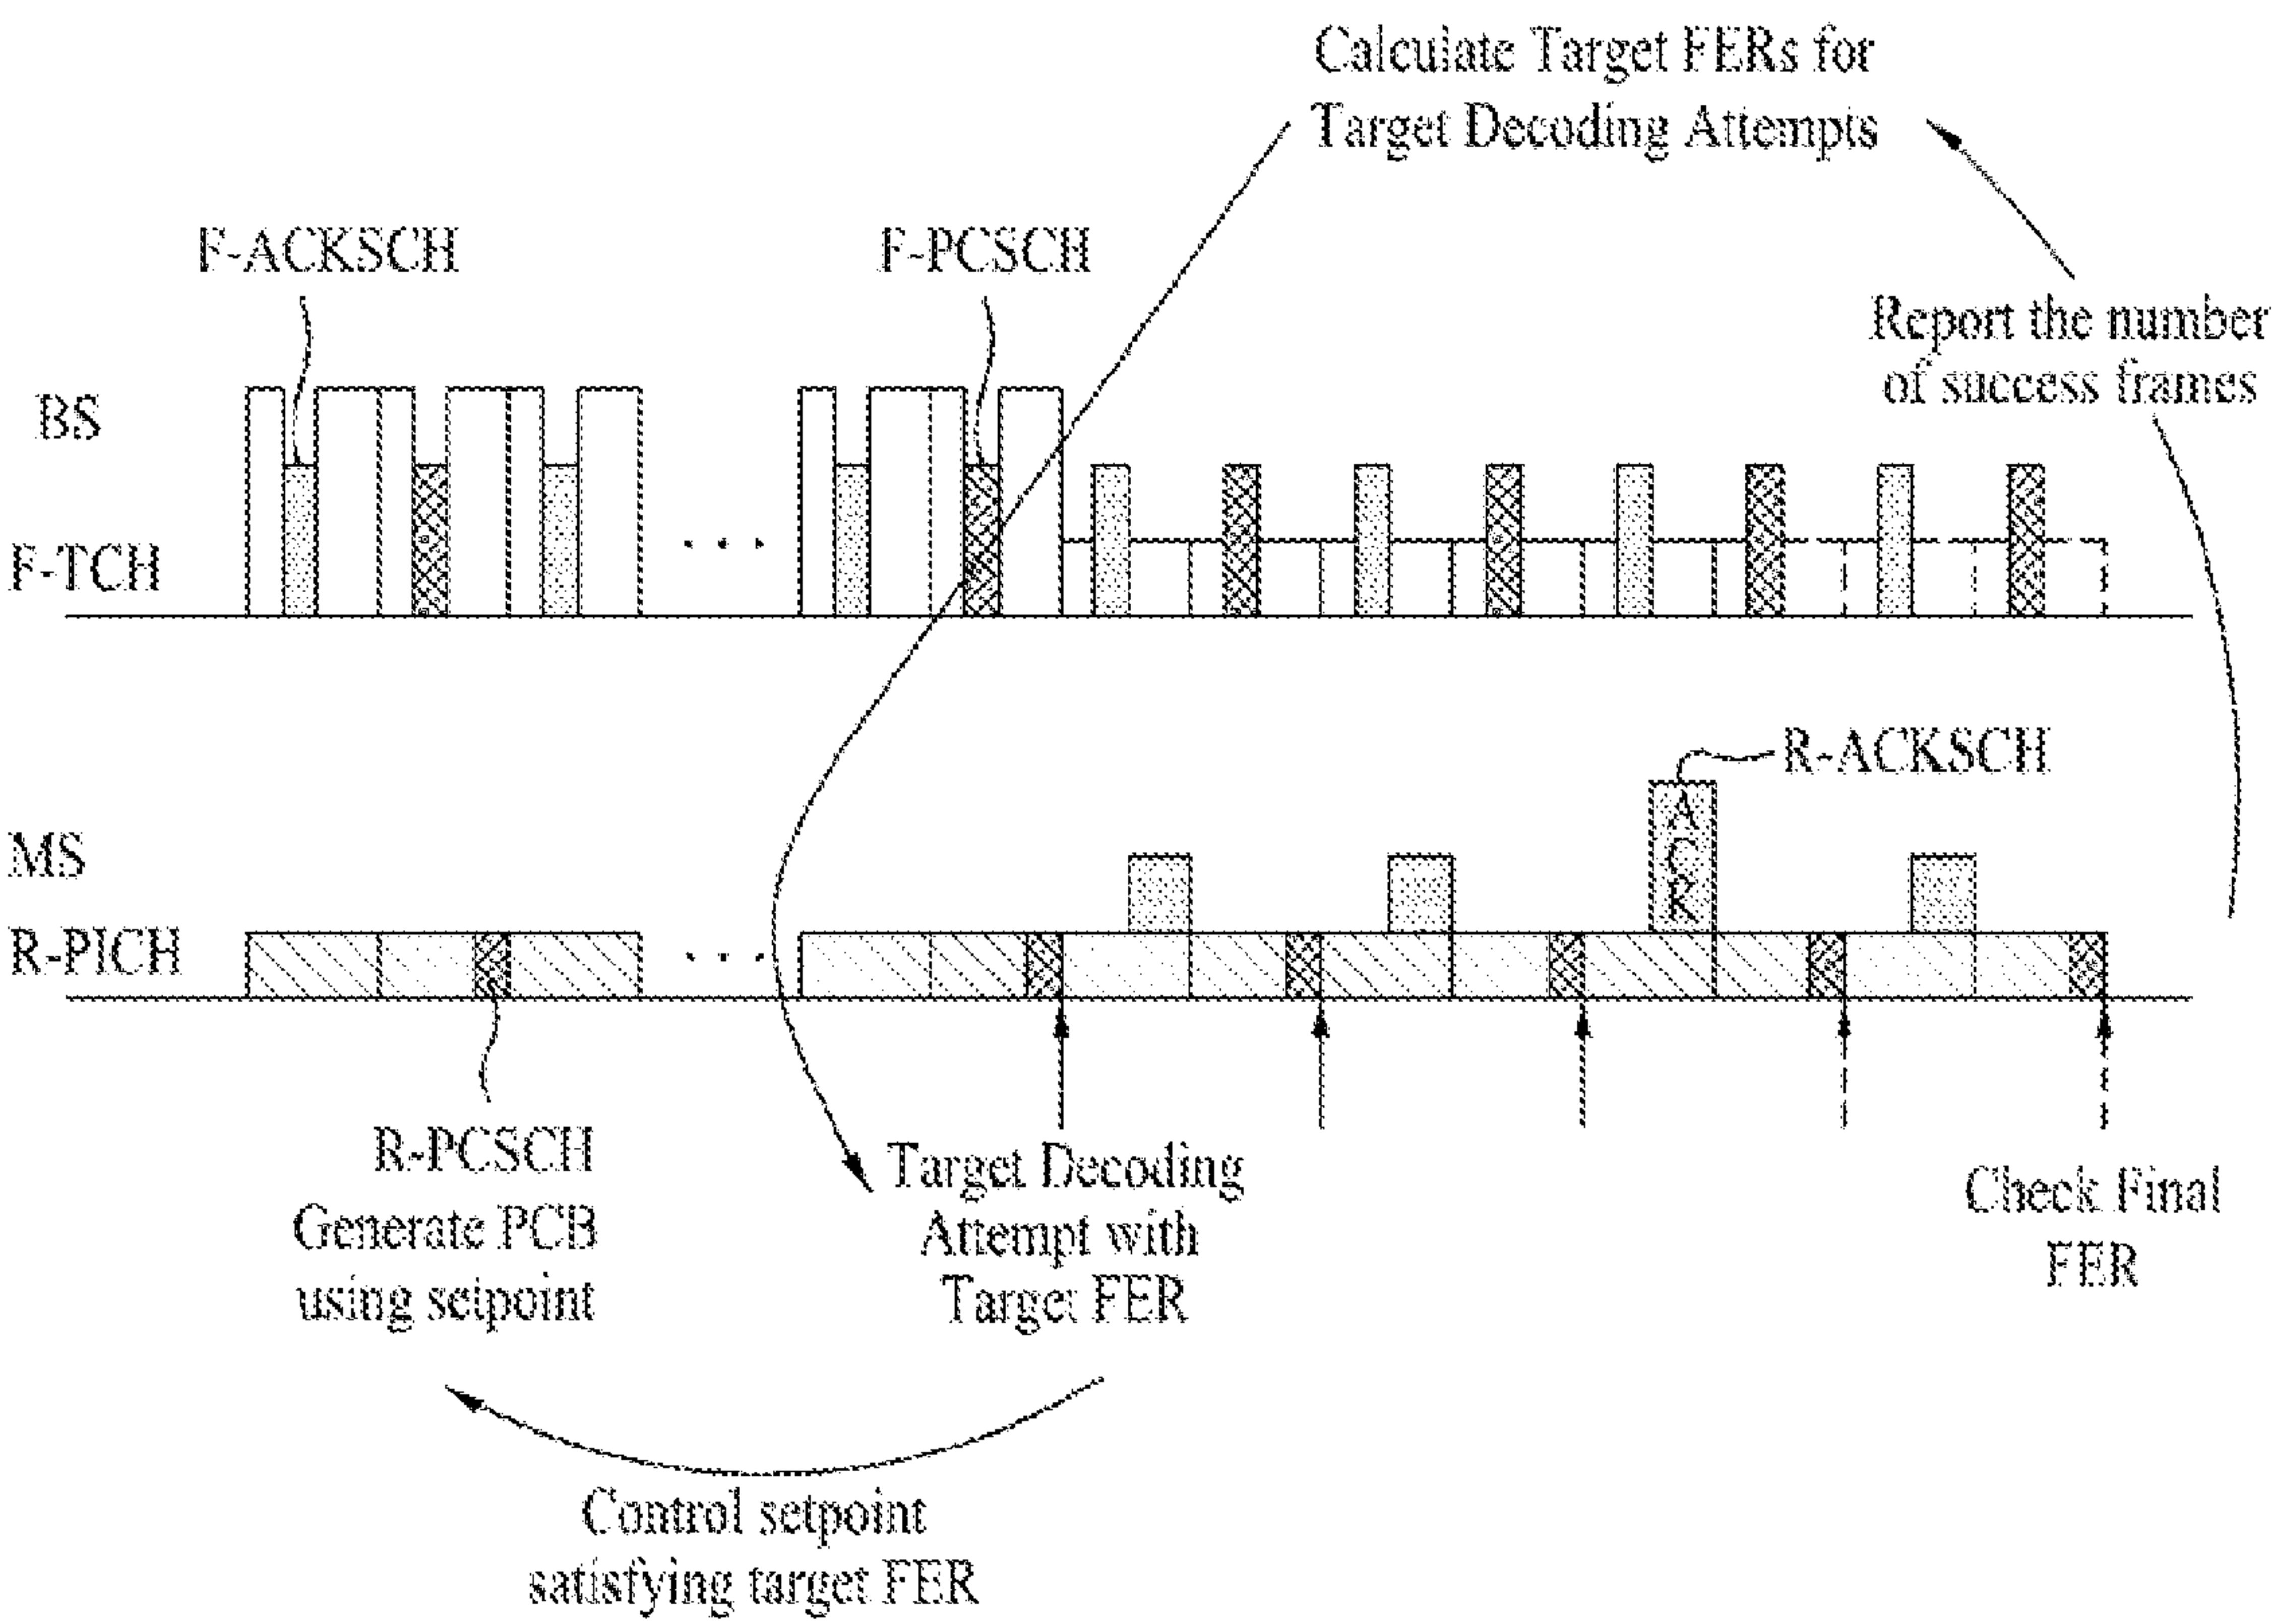 Calculate Target FERs for
Target Decoding Attempts
F-ACKSCH
F-PCSCH
Report the number
of success frames
BS
F-TCH
R-ACKSCH
A
C
K
MS
R-PICH
R-PCSCH
Generate PCB
using setpoint
Target Decoding
Attempt with
Target FER
Check Final
FER
Control setpoint
satisfying target FER